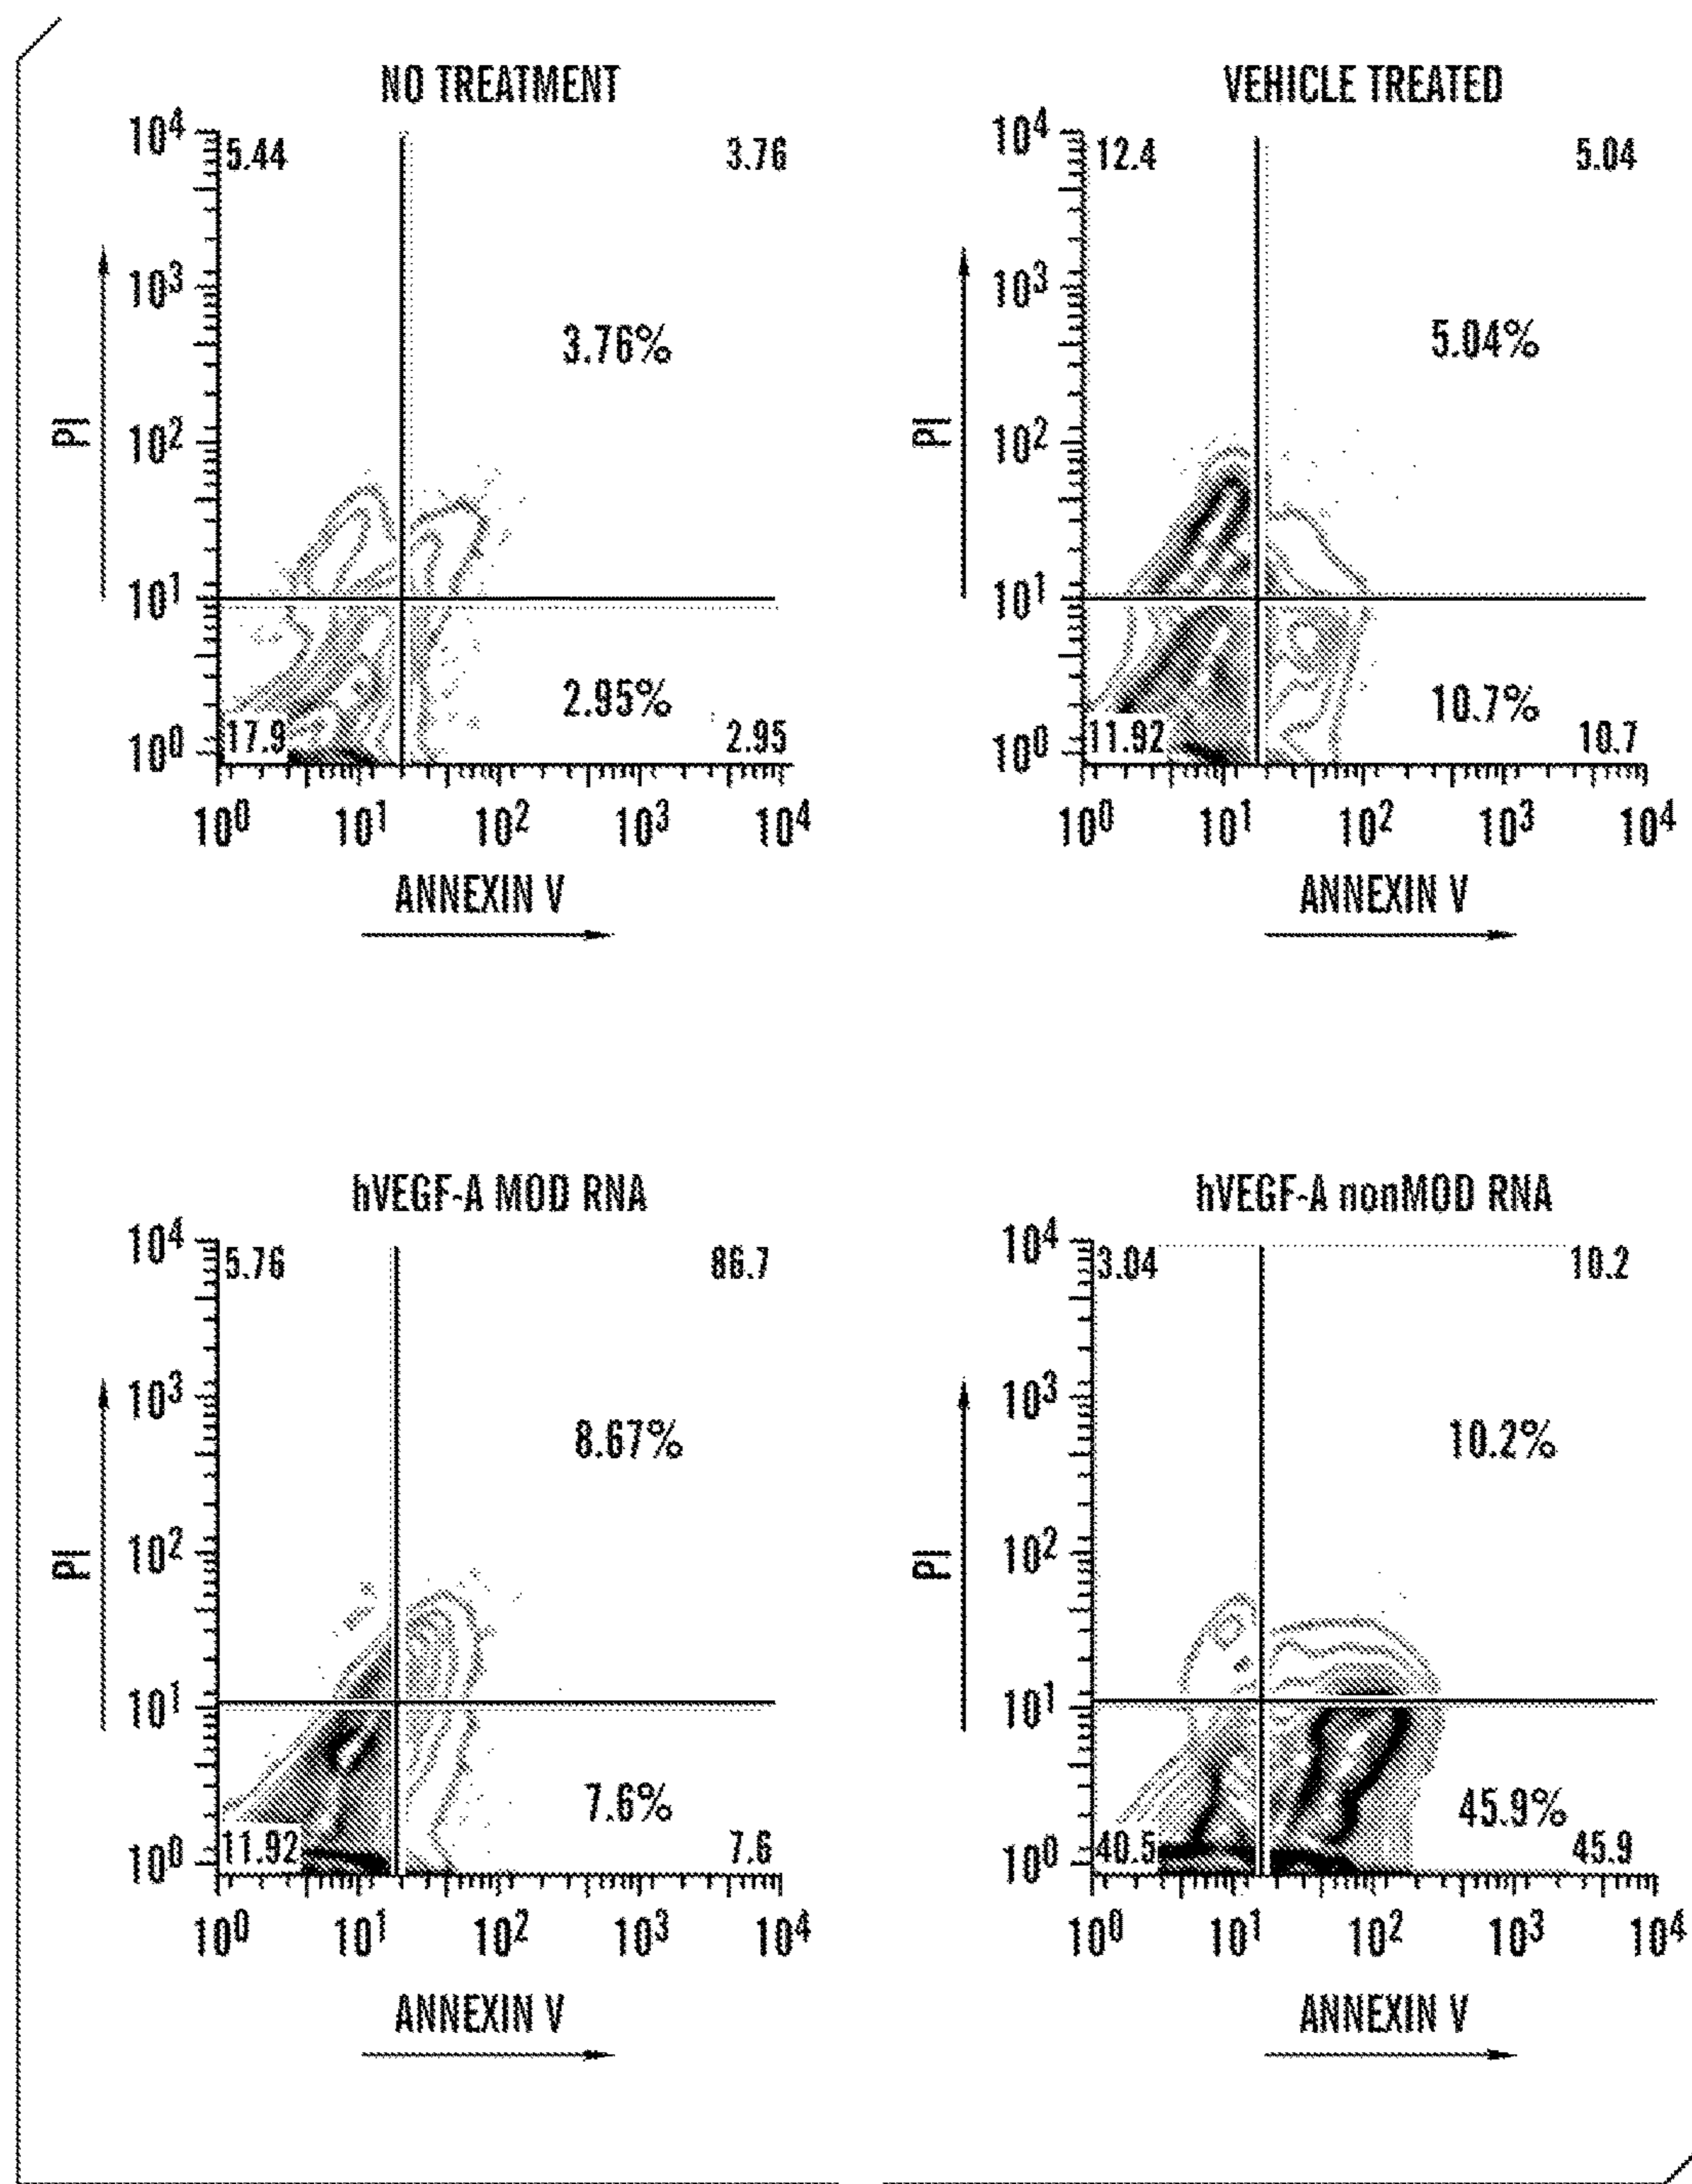 NO TREATMENT
10⁴
5.44
3.76
10³
3.76%
PI
10²
10¹
2.95%
17.9
2.95
10⁰
10⁰ 10¹ 10² 10³ 10⁴
ANNEXIN V
VEHICLE TREATED
10⁴
12.4
5.04
10³
5.04%
PI
10²
10¹
10.7%
11.92
10.7
10⁰
10⁰ 10¹ 10² 10³ 10⁴
ANNEXIN V
hVEGF-A MOD RNA
10⁴
5.76
86.7
10³
8.67%
PI
10²
10¹
7.6%
11.92
7.6
10⁰
10⁰ 10¹ 10² 10³ 10⁴
ANNEXIN V
hVEGF-A nonMOD RNA
10⁴
3.04
10.2
10³
10.2%
PI
10²
10¹
45.9%
40.5
45.9
10⁰
10⁰ 10¹ 10² 10³ 10⁴
ANNEXIN V